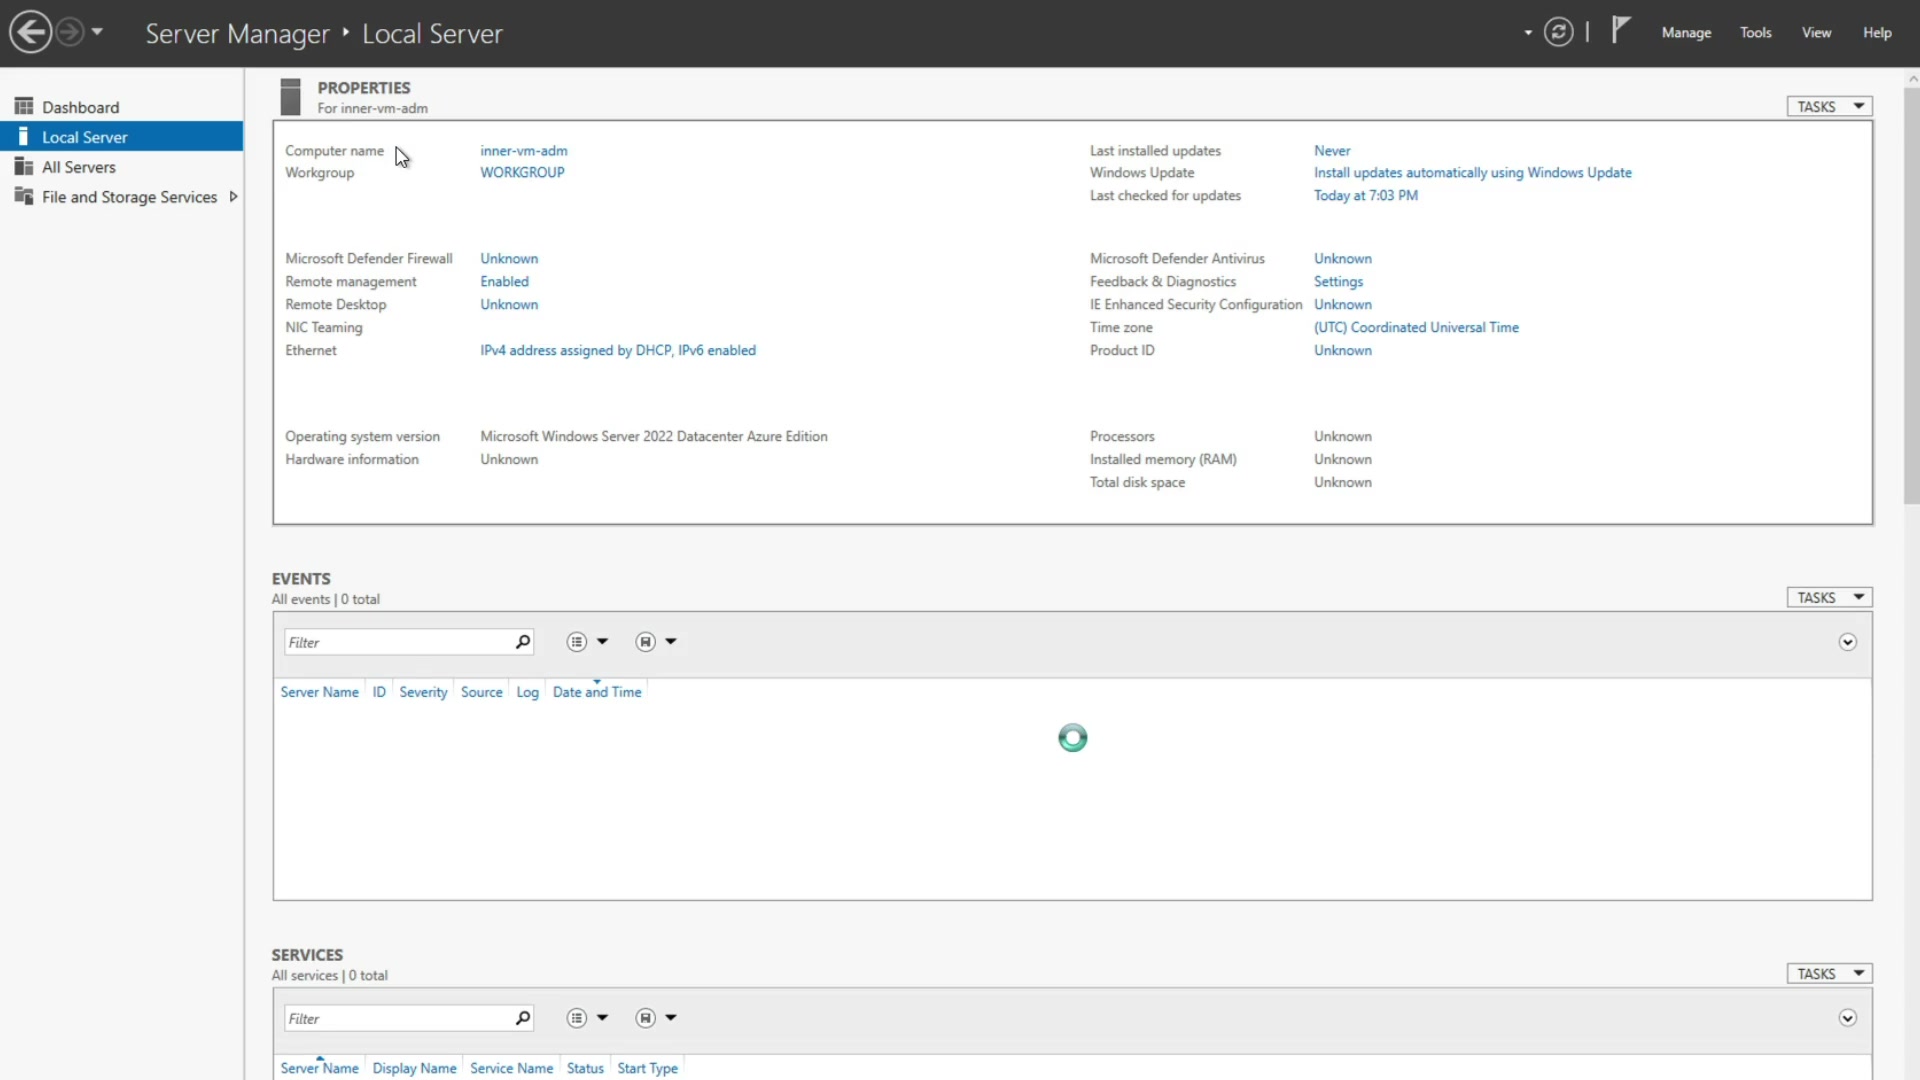 Server Manager ‣ Local Server
Manage Tools View Help
Dashboard
Local Server
All Servers
File and Storage Services
PROPERTIES
For inner-vm-adm
TASKS
Computer name inner-vm-adm
Workgroup WORKGROUP
Last installed updates Never
Windows Update Install updates automatically using Windows Update
Last checked for updates Today at 7:03 PM
Microsoft Defender Firewall Unknown
Remote management Enabled
Remote Desktop Unknown
NIC Teaming
Ethernet IPv4 address assigned by DHCP, IPv6 enabled
Microsoft Defender Antivirus Unknown
Feedback & Diagnostics Settings
IE Enhanced Security Configuration Unknown
Time zone (UTC) Coordinated Universal Time
Product ID Unknown
Operating system version Microsoft Windows Server 2022 Datacenter Azure Edition
Hardware information Unknown
Processors Unknown
Installed memory (RAM) Unknown
Total disk space Unknown
EVENTS
All events | 0 total
TASKS
Filter
Server Name ID Severity Source Log Date and Time
SERVICES
All services | 0 total
TASKS
Filter
Server Name Display Name Service Name Status Start Type